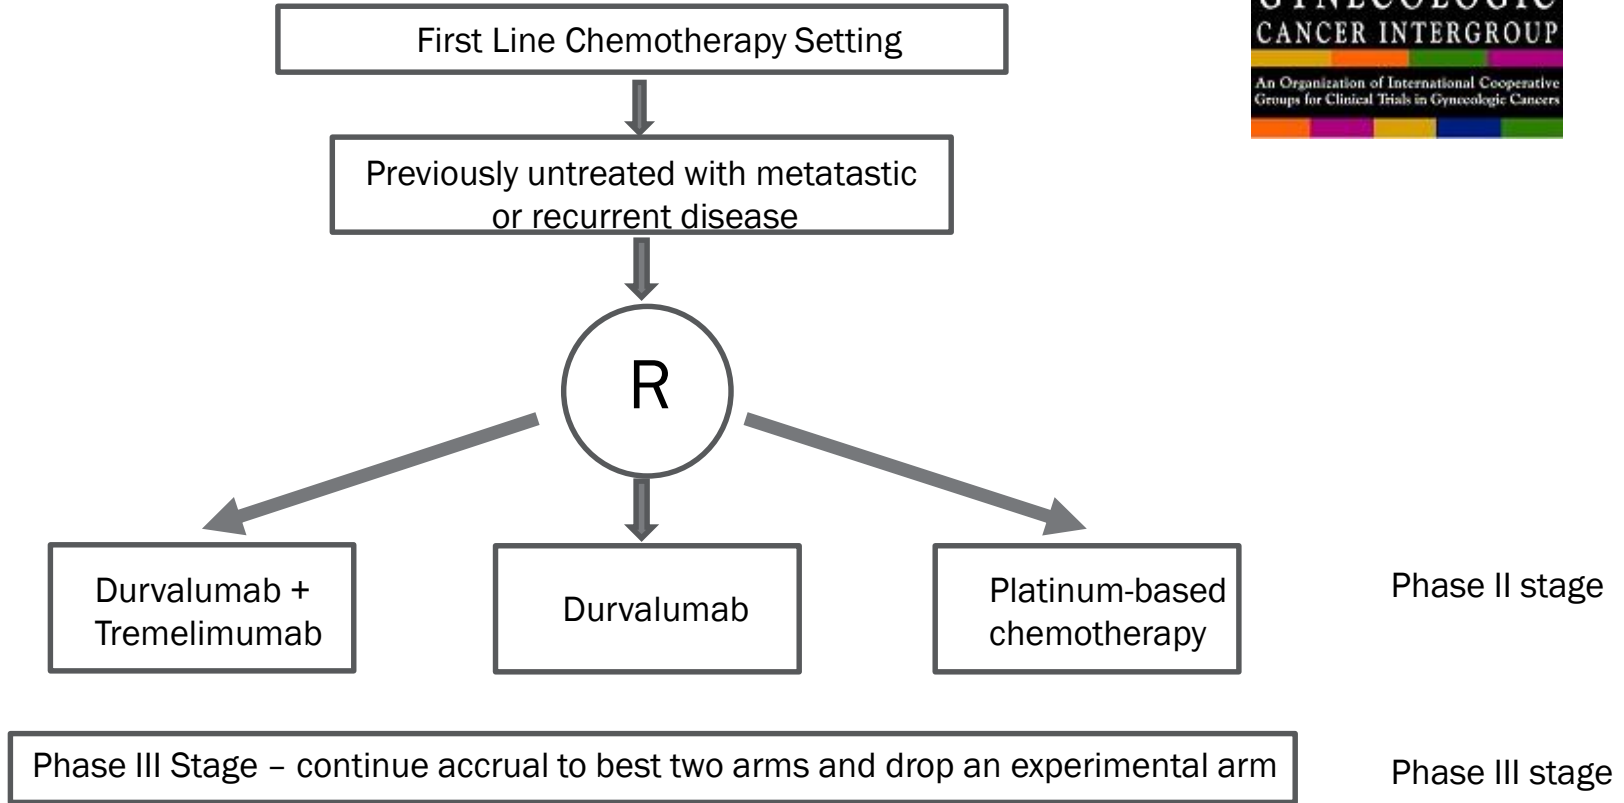 GYNECOLOGIC
CANCER INTERGROUP
An Organization of International Cooperative
Groups for Clinical Trials in Gynecologic Cancers
First Line Chemotherapy Setting
Previously untreated with metatastic
or recurrent disease
R
Durvalumab +
Tremelimumab
Durvalumab
Platinum-based
chemotherapy
Phase II stage
Phase III Stage – continue accrual to best two arms and drop an experimental arm
Phase III stage